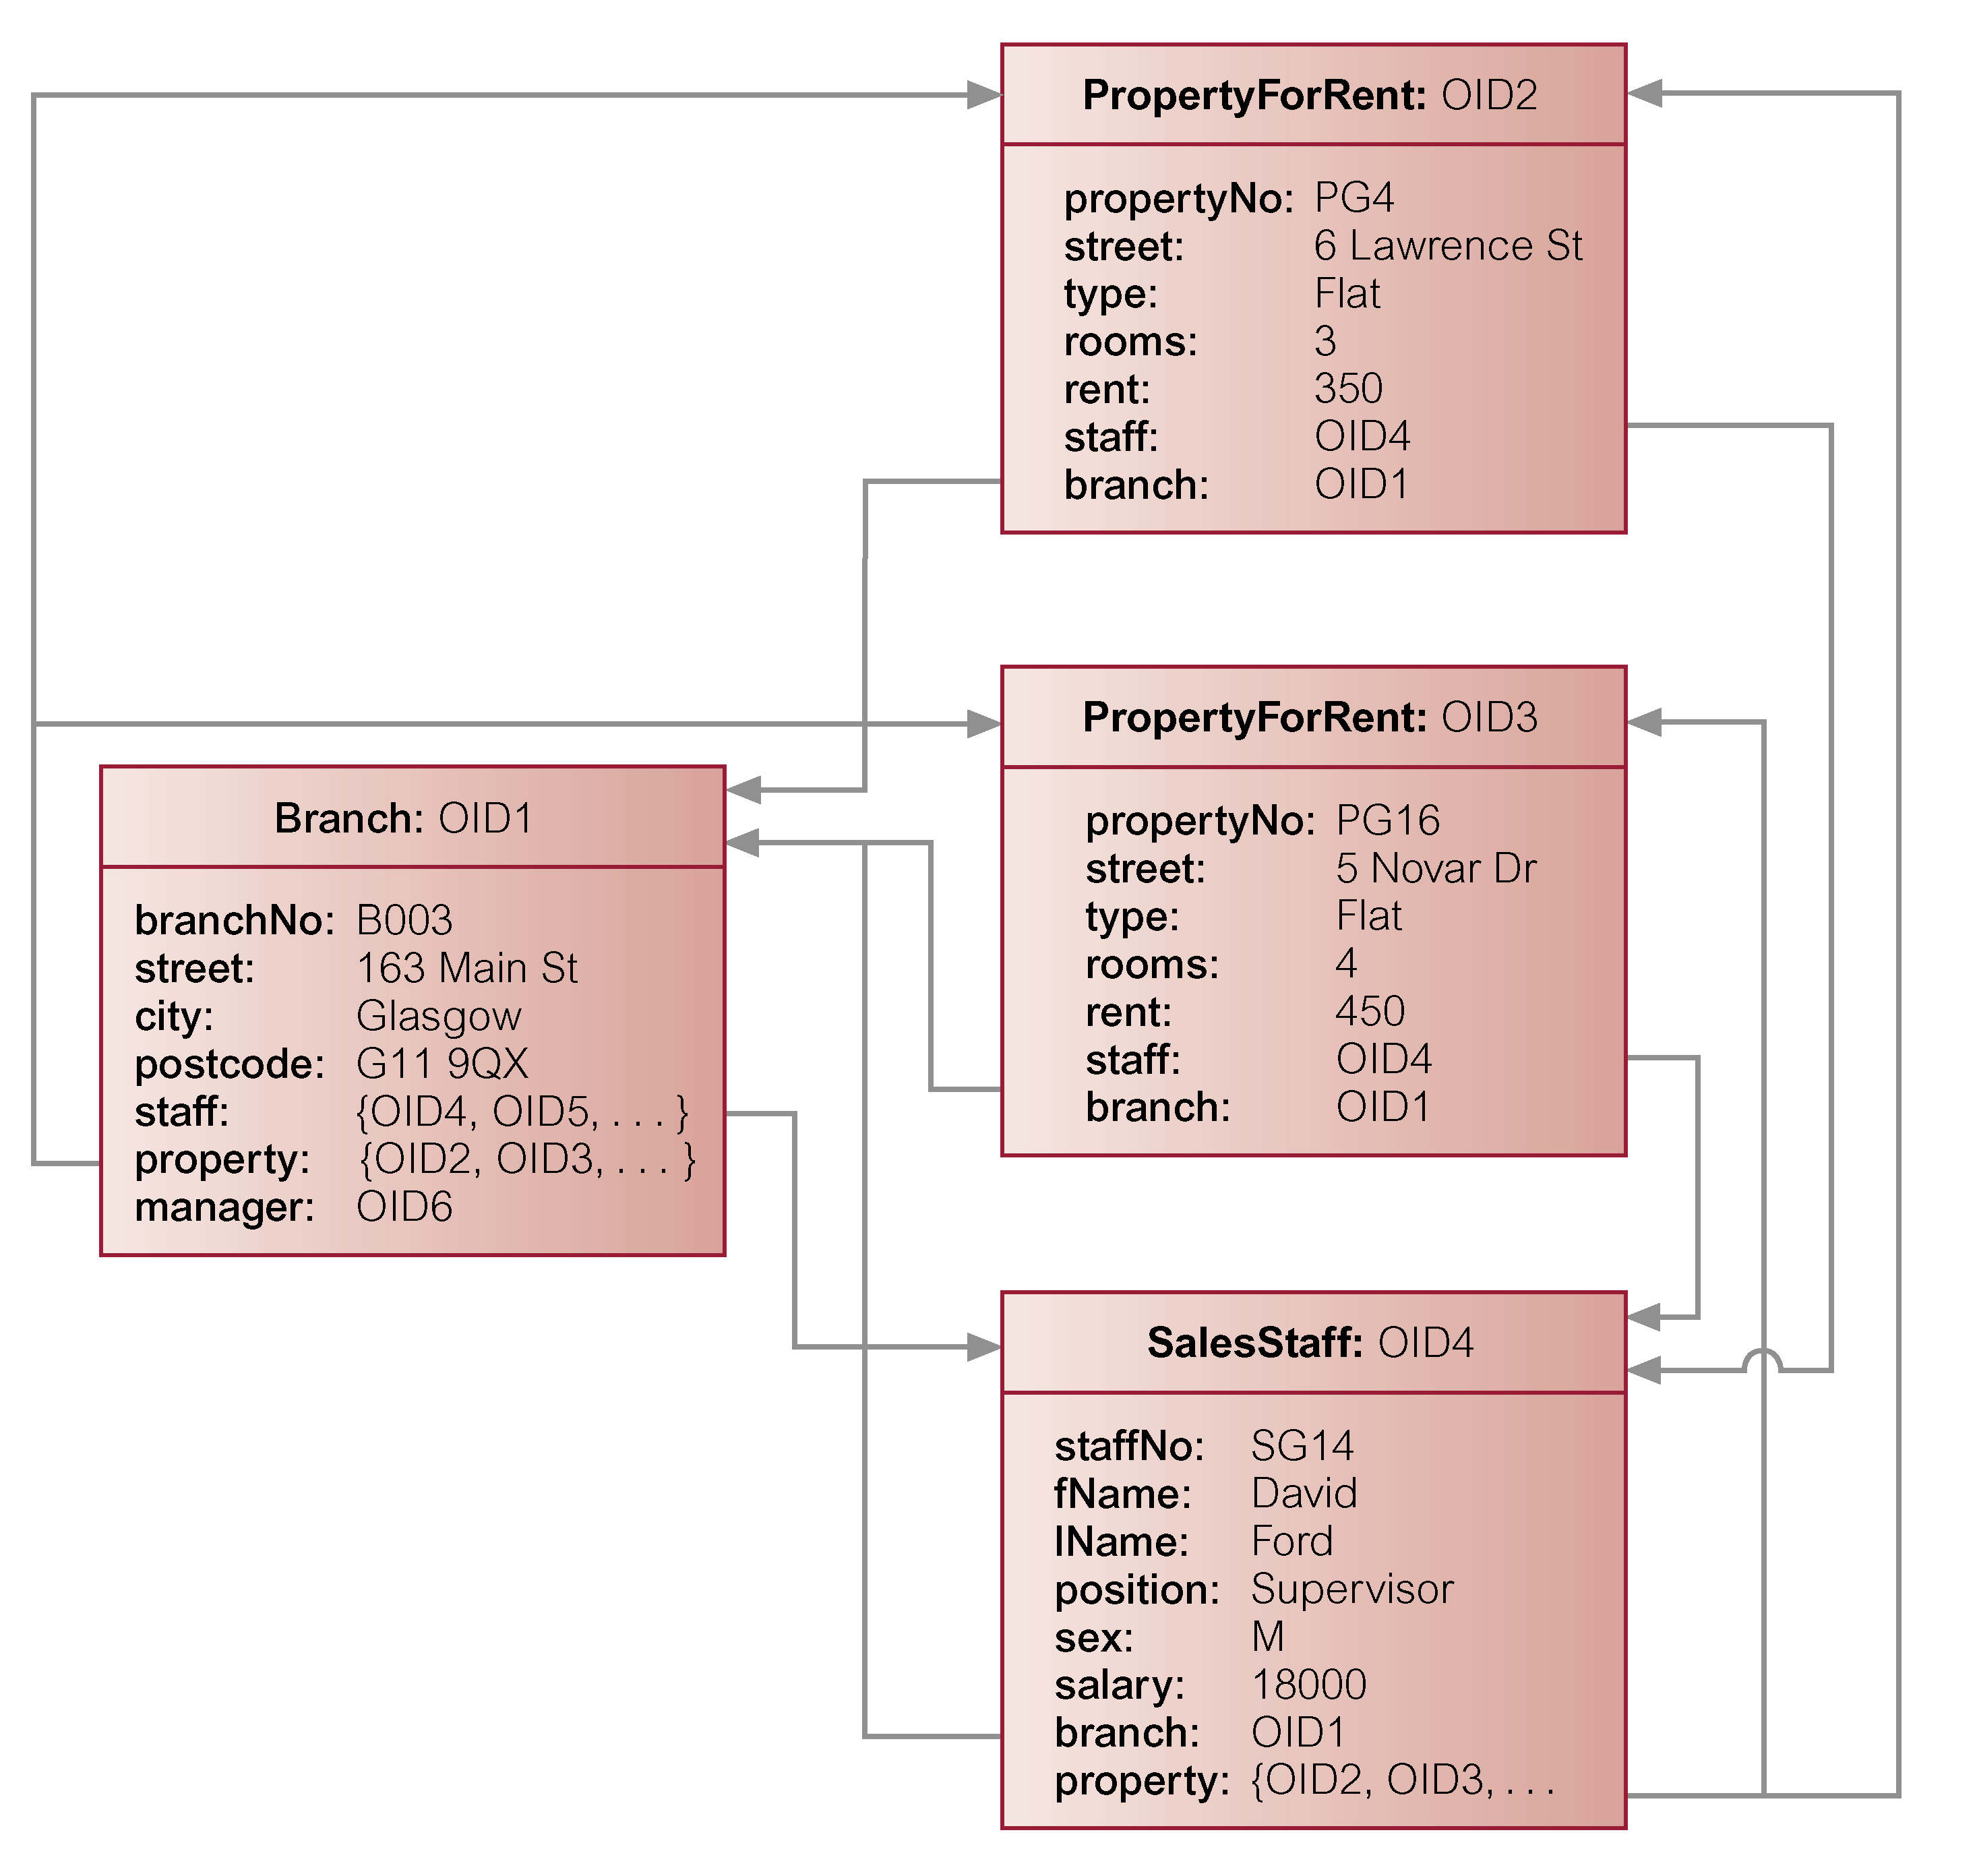 PropertyForRent: OID2
propertyNo: PG4
street: 6 Lawrence St
type: Flat
rooms: 3
rent: 350
staff: OID4
branch: OID1
PropertyForRent: OID3
propertyNo: PG16
street: 5 Novar Dr
type: Flat
rooms: 4
rent: 450
staff: OID4
branch: OID1
Branch: OID1
branchNo: B003
street: 163 Main St
city: Glasgow
postcode: G11 9QX
staff: {OID4, OID5, . . . }
property: {OID2, OID3, . . . }
manager: OID6
SalesStaff: OID4
staffNo: SG14
fName: David
lName: Ford
position: Supervisor
sex: M
salary: 18000
branch: OID1
property: {OID2, OID3, . . .